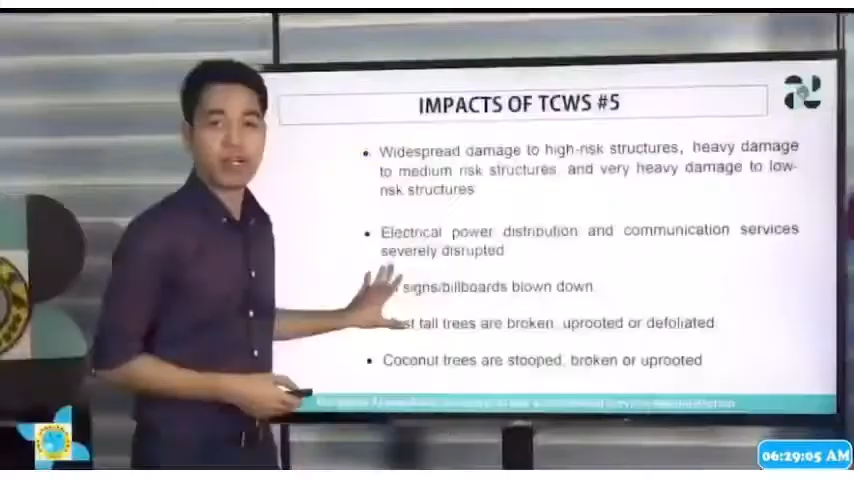 IMPACTS OF TCWS #5
• Widespread damage to high-risk structures, heavy damage
to medium risk structures, and very heavy damage to low-
risk structures
• Electrical power distribution and communication services
severely disrupted
signs/billboards blown down
tall trees are broken, uprooted or defoliated
• Coconut trees are stooped, broken or uprooted
06:29:05 AM